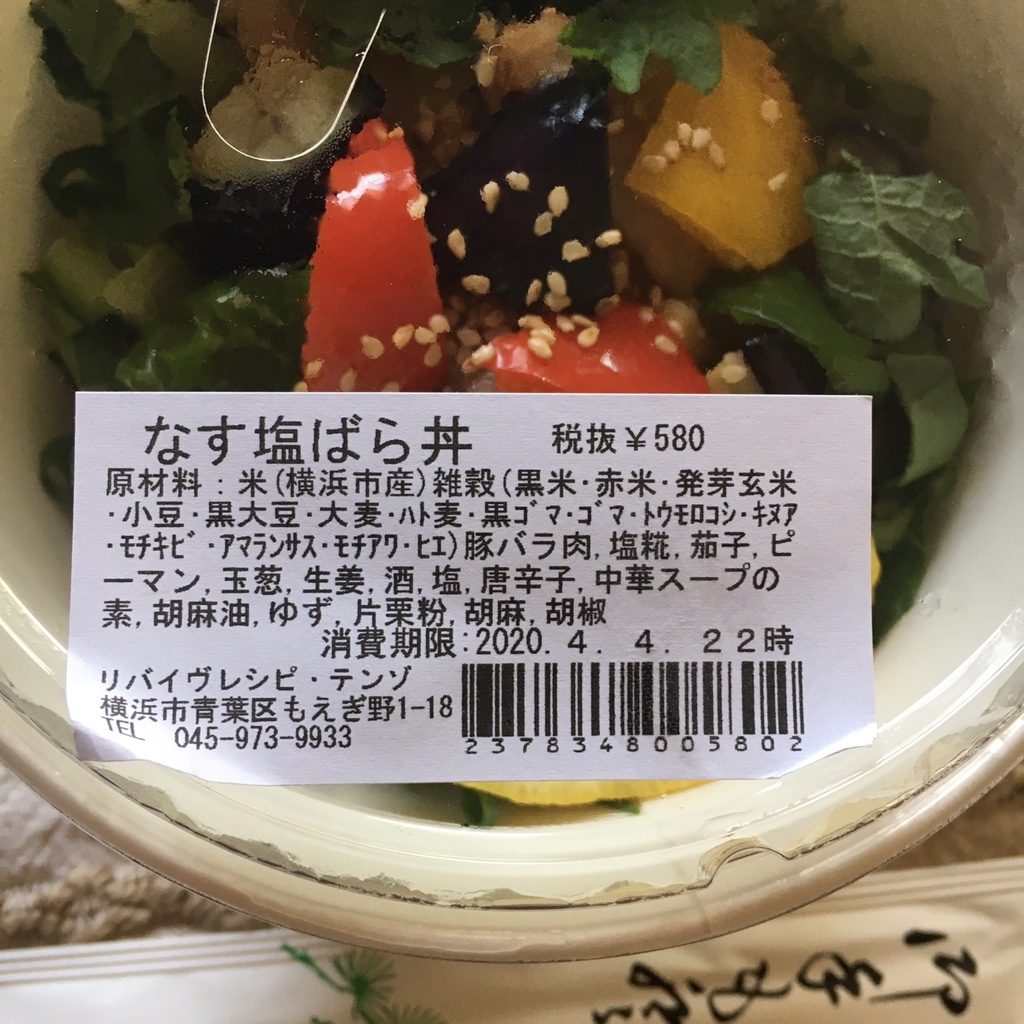 なす塩ばら丼 税抜￥580
原材料：米(横浜市産)雑穀(黒米･赤米･発芽玄米
･小豆･黒大豆･大麦･ﾊﾄ麦･黒ｺﾞﾏ･ｺﾞﾏ･ﾄｳﾓﾛｺｼ･ｷﾇｱ
･ﾓﾁｷﾋﾞ･ｱﾏﾗﾝｻｽ･ﾓﾁｱﾜ･ﾋｴ)豚バラ肉,塩糀,茄子,ピ
ーマン,玉葱,生姜,酒,塩,唐辛子,中華スープの
素,胡麻油,ゆず,片栗粉,胡麻,胡椒
消費期限:2020. 4. 4. 22時
リバイヴレシピ・テンゾ
横浜市青葉区もえぎ野1-18
TEL 045-973-9933
2378348005802